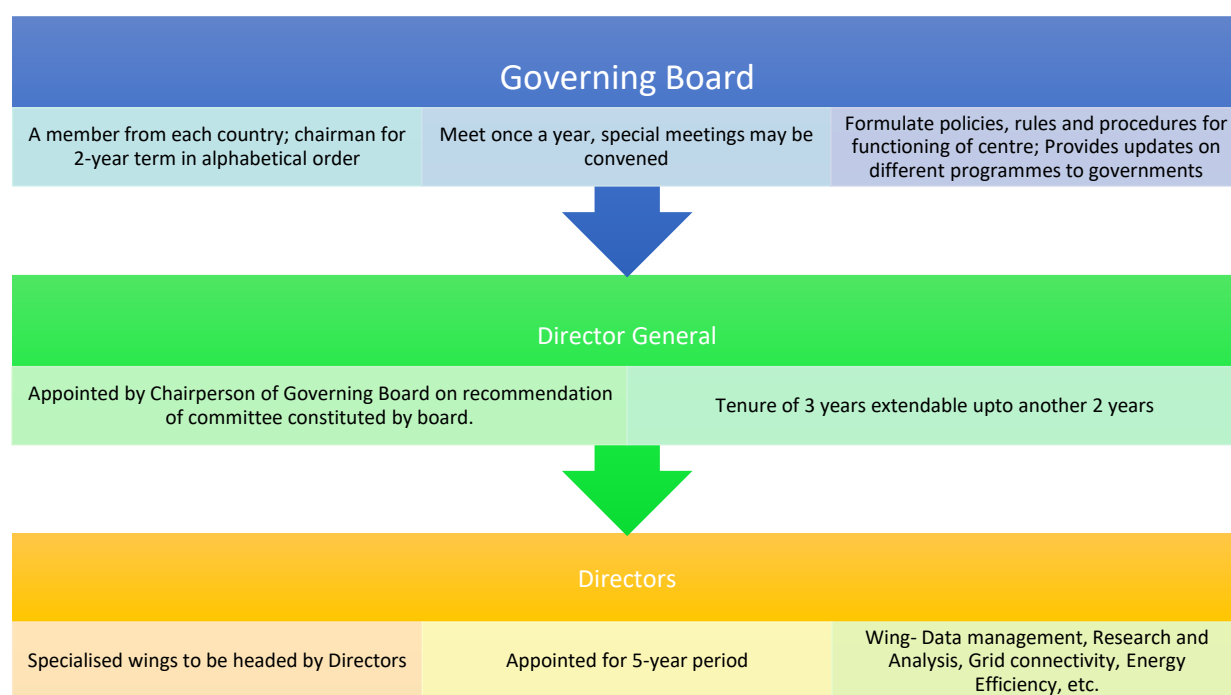 Governing Board
A member from each country; chairman for
2-year term in alphabetical order
Meet once a year, special meetings may be
convened
Formulate policies, rules and procedures for
functioning of centre; Provides updates on
different programmes to governments
Director General
Appointed by Chairperson of Governing Board on recommendation
of committee constituted by board.
Tenure of 3 years extendable upto another 2 years
Directors
Specialised wings to be headed by Directors
Appointed for 5-year period
Wing- Data management, Research and
Analysis, Grid connectivity, Energy
Efficiency, etc.